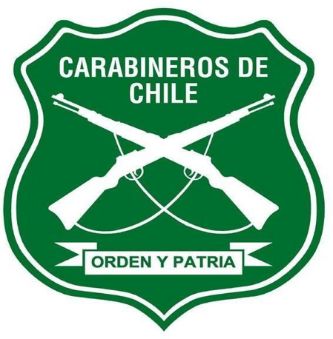 CARABINEROS DE
CHILE
ORDEN Y PATRIA